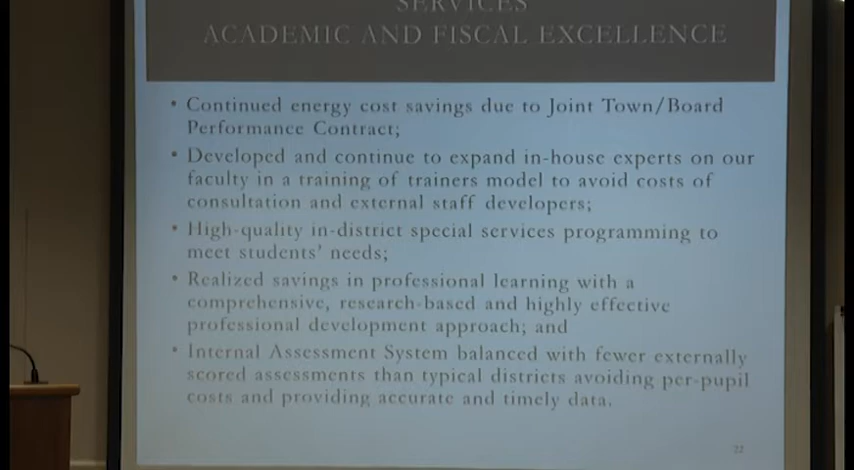 SERVICES
ACADEMIC AND FISCAL EXCELLENCE
• Continued energy cost savings due to Joint Town/Board
Performance Contract;
• Developed and continue to expand in-house experts on our
faculty in a training of trainers model to avoid costs of
consultation and external staff developers;
• High-quality in-district special services programming to
meet students' needs;
• Realized savings in professional learning with a
comprehensive, research-based and highly effective
professional development approach; and
• Internal Assessment System balanced with fewer externally
scored assessments than typical districts avoiding per-pupil
costs and providing accurate and timely data.
22